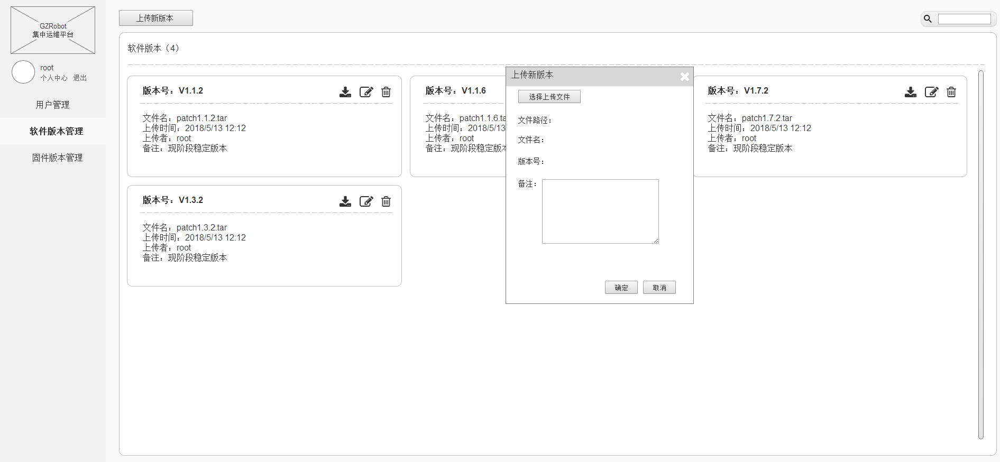 GZRobot
集中运维平台
root
个人中心 退出
用户管理
软件版本管理
固件版本管理
上传新版本
软件版本（4）
版本号：V1.1.2
文件名：patch1.1.2.tar
上传时间：2018/5/13 12:12
上传者：root
备注：现阶段稳定版本
版本号：V1.1.6
文件名：patch1.1.6.ta
上传时间：2018/5/13
上传者：root
备注：现阶段稳定版
版本号：V1.7.2
文件名：patch1.7.2.tar
上传时间：2018/5/13 12:12
上传者：root
备注：现阶段稳定版本
版本号：V1.3.2
文件名：patch1.3.2.tar
上传时间：2018/5/13 12:12
上传者：root
备注：现阶段稳定版本
上传新版本
选择上传文件
文件路径：
文件名：
版本号：
备注：
确定
取消